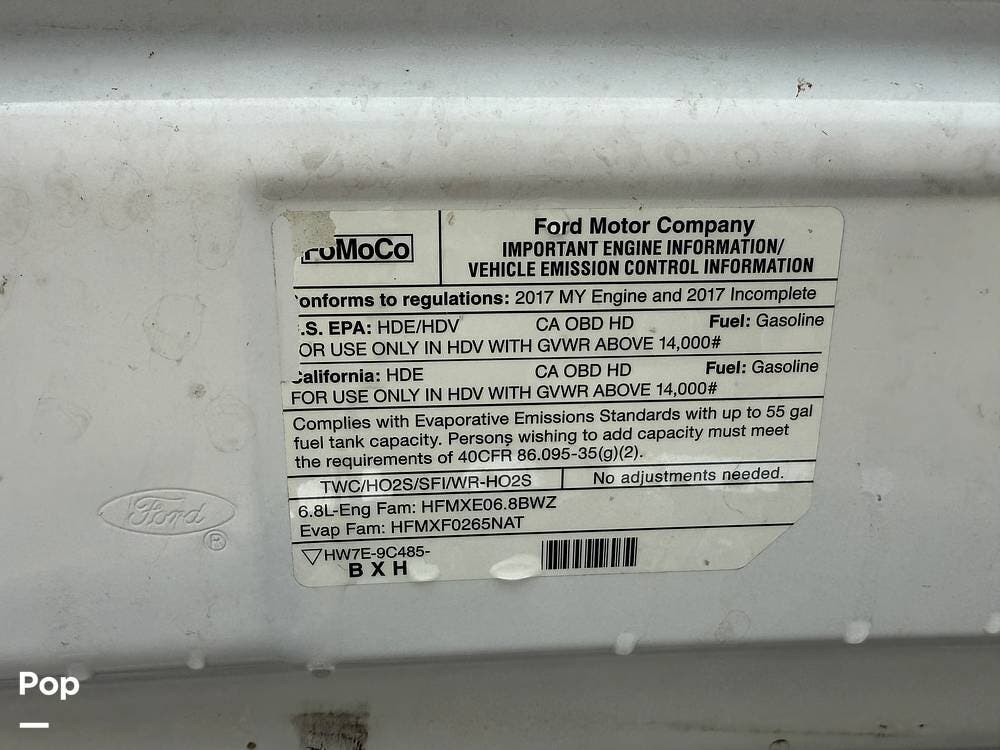 FoMoCo
Ford Motor Company
IMPORTANT ENGINE INFORMATION/
VEHICLE EMISSION CONTROL INFORMATION
onforms to regulations: 2017 MY Engine and 2017 Incomplete
.S. EPA: HDE/HDV CA OBD HD Fuel: Gasoline
OR USE ONLY IN HDV WITH GVWR ABOVE 14,000#
California: HDE CA OBD HD Fuel: Gasoline
FOR USE ONLY IN HDV WITH GVWR ABOVE 14,000#
Complies with Evaporative Emissions Standards with up to 55 gal
fuel tank capacity. Persons wishing to add capacity must meet
the requirements of 40CFR 86.095-35(g)(2).
TWC/HO2S/SFI/WR-HO2S No adjustments needed.
6.8L-Eng Fam: HFMXE06.8BWZ
Evap Fam: HFMXF0265NAT
HW7E-9C485-
B X H
Ford ®
Pop